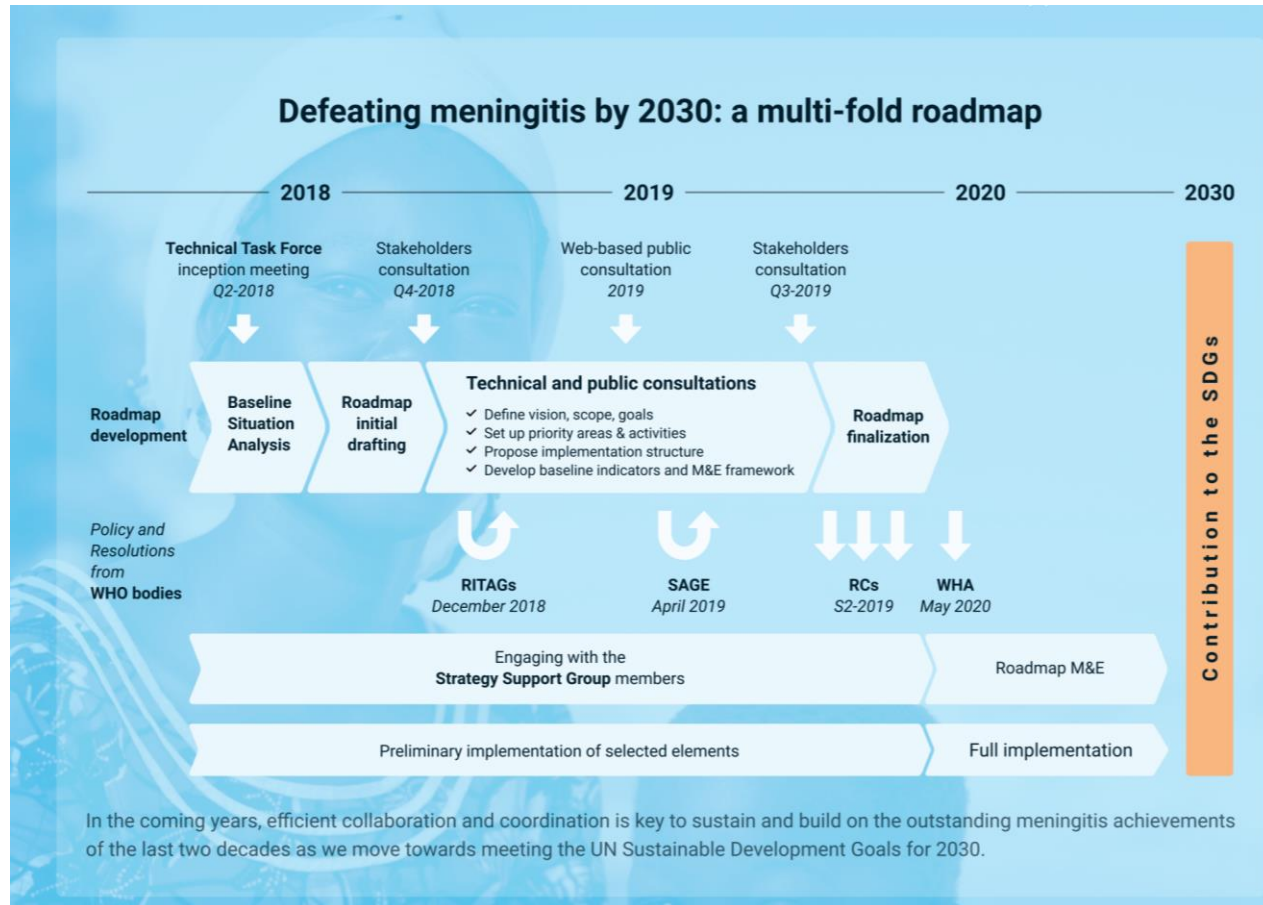 Defeating meningitis by 2030: a multi-fold roadmap
2018
2019
2020
2030
Technical Task Force
inception meeting
Q2-2018
Stakeholders
consultation
Q4-2018
Web-based public
consultation
2019
Stakeholders
consultation
Q3-2019
Roadmap
development
Baseline
Situation
Analysis
Roadmap
initial
drafting
Technical and public consultations
✓ Define vision, scope, goals
✓ Set up priority areas & activities
✓ Propose implementation structure
✓ Develop baseline indicators and M&E framework
Roadmap
finalization
Policy and
Resolutions
from
WHO bodies
RITAGs
December 2018
SAGE
April 2019
RCs
S2-2019
WHA
May 2020
Engaging with the
Strategy Support Group members
Roadmap M&E
Preliminary implementation of selected elements
Full implementation
Contribution to the SDGs
In the coming years, efficient collaboration and coordination is key to sustain and build on the outstanding meningitis achievements
of the last two decades as we move towards meeting the UN Sustainable Development Goals for 2030.